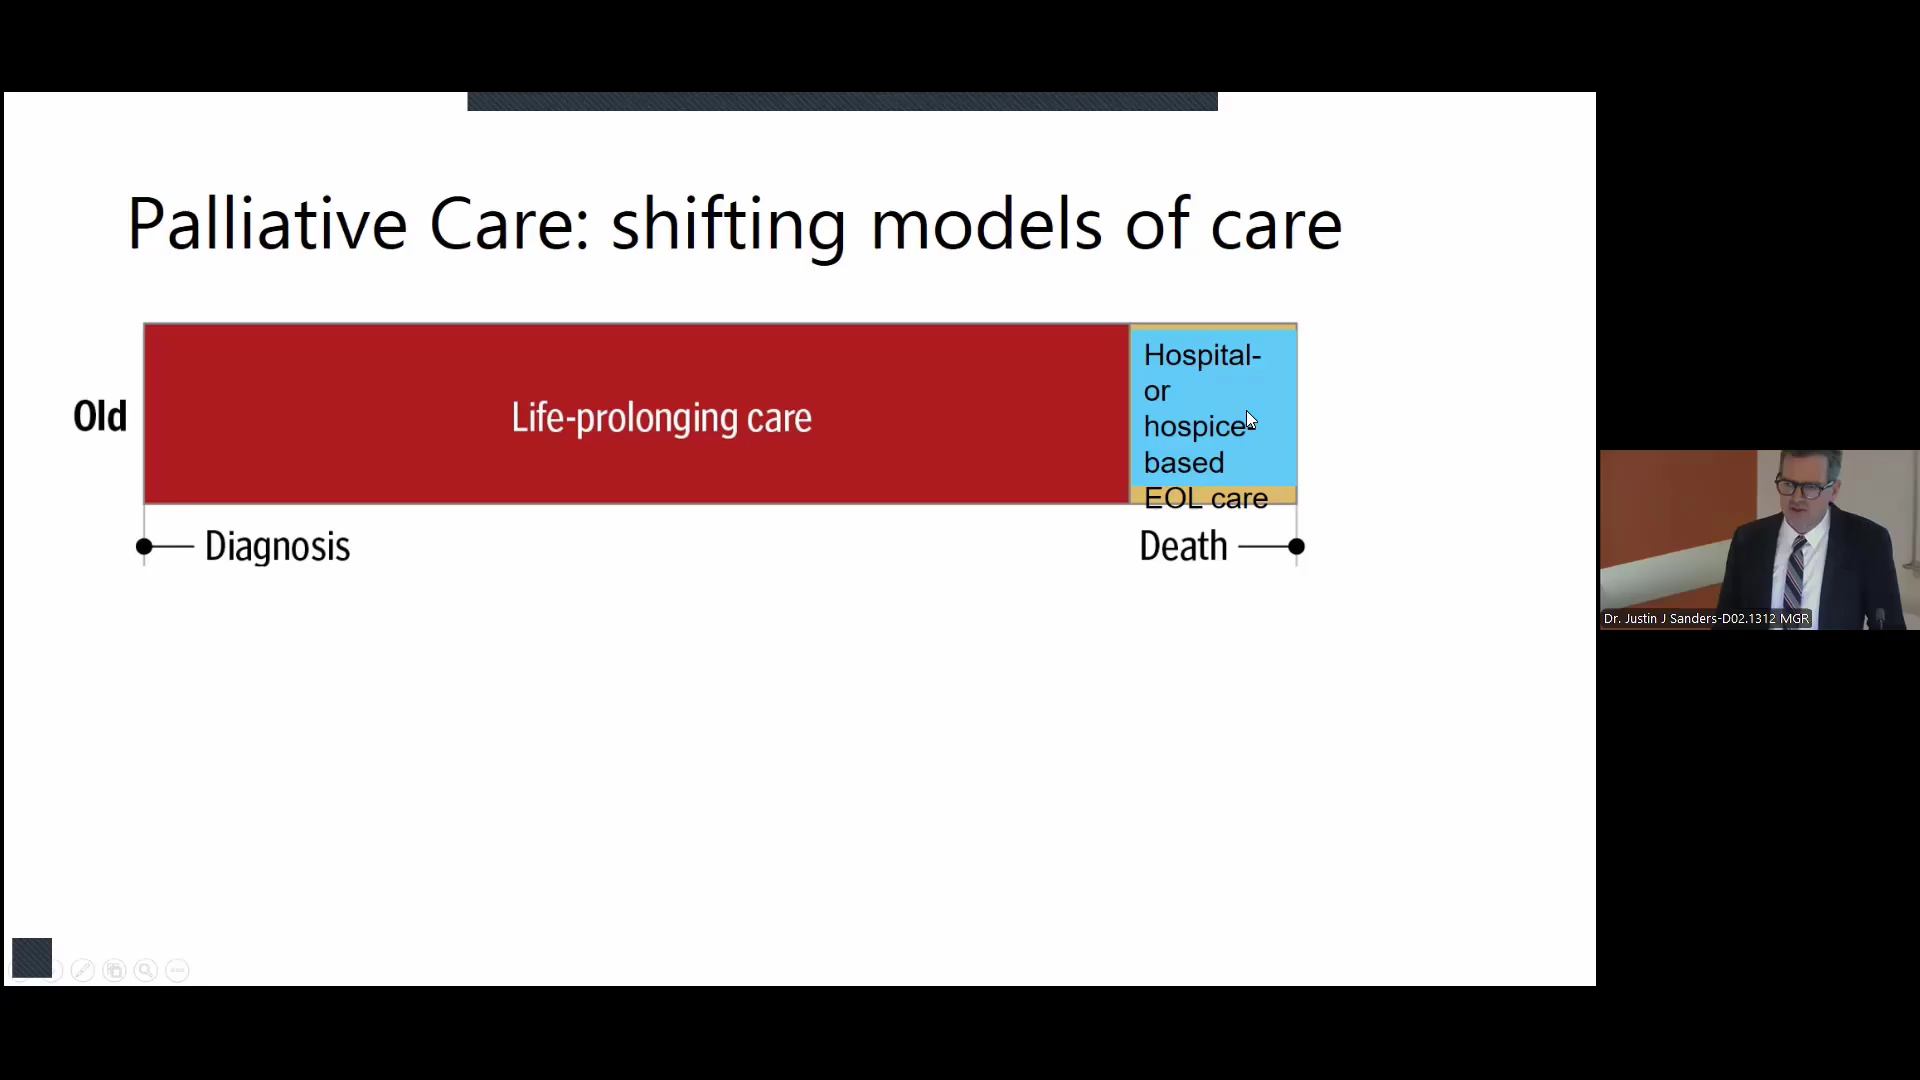 Palliative Care: shifting models of care
Old
Life-prolonging care
Hospital-
or
hospice-
based
EOL care
Diagnosis
Death
Dr. Justin J Sanders-D02.1312 MGR